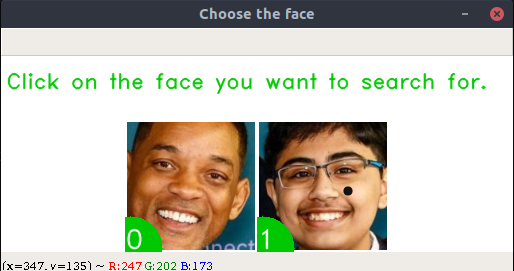 Choose the face
Click on the face you want to search for.
nnect
0 1
(x=347, y=135) ~ R:247 G:202 B:173